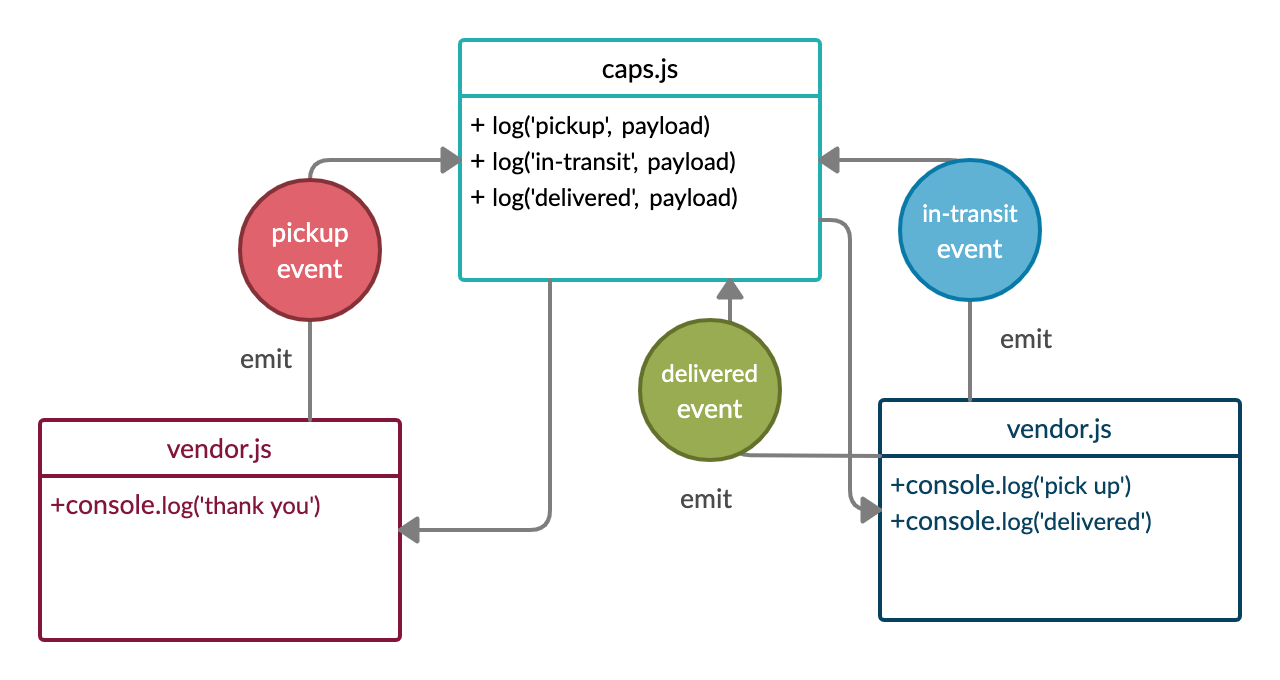 caps.js
+ log('pickup', payload)
+ log('in-transit', payload)
+ log('delivered', payload)
pickup
event
in-transit
event
emit
emit
delivered
event
emit
vendor.js
+console.log('thank you')
vendor.js
+console.log('pick up')
+console.log('delivered')